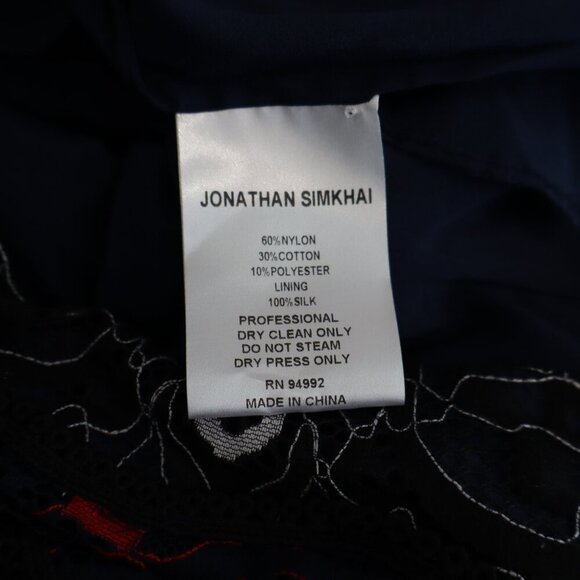 JONATHAN SIMKHAI
60%NYLON
30%COTTON
10%POLYESTER
LINING
100%SILK
PROFESSIONAL
DRY CLEAN ONLY
DO NOT STEAM
DRY PRESS ONLY
RN 94992
MADE IN CHINA